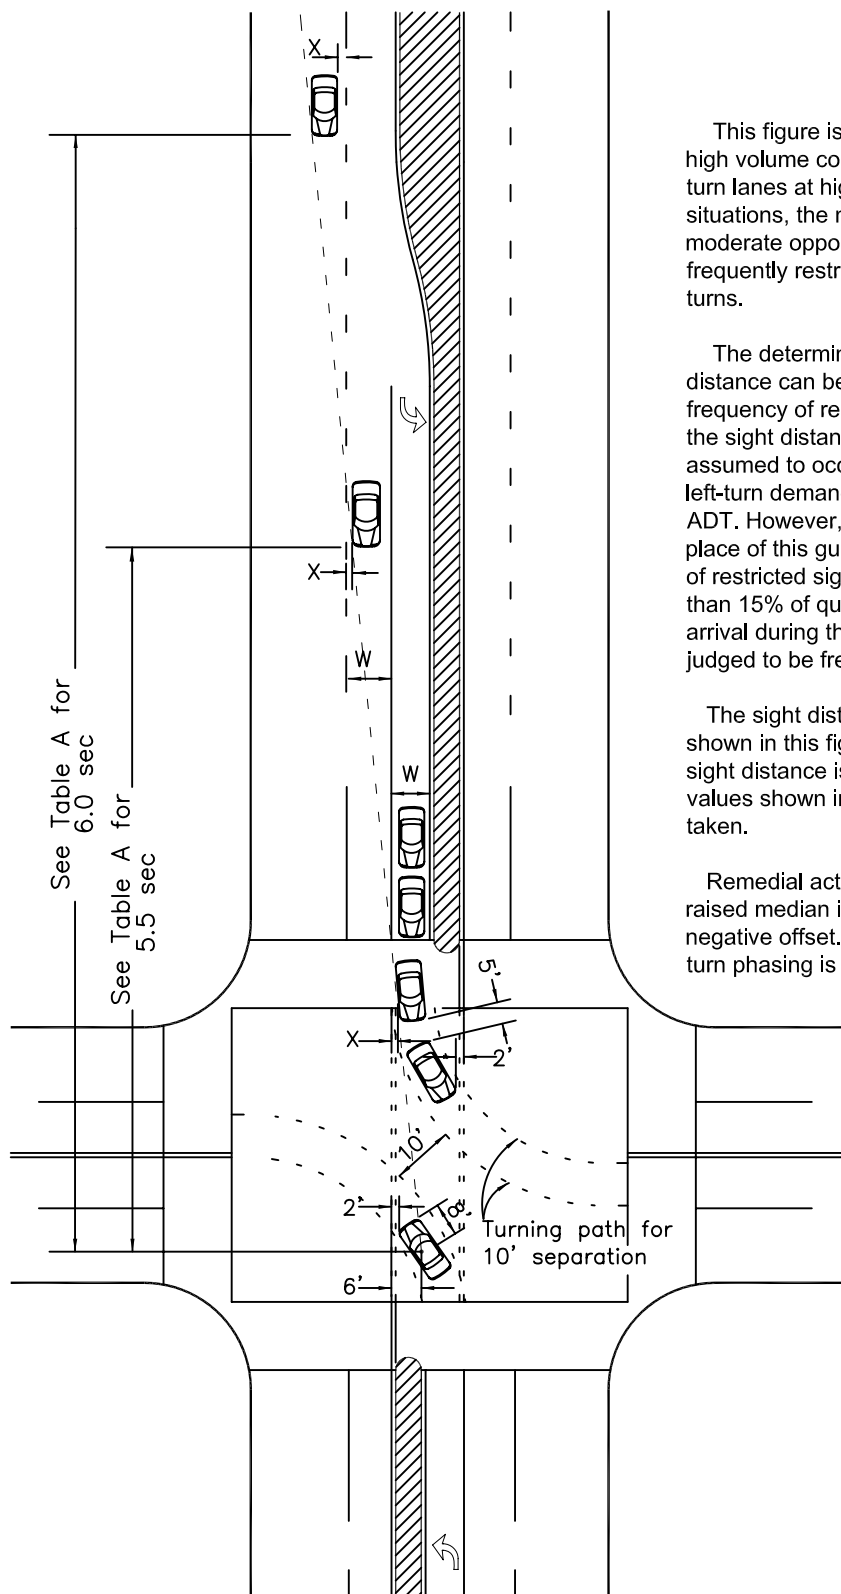 X
This figure is
high volume co
turn lanes at hig
situations, the
moderate oppo
frequently restr
turns.
The determin
distance can be
frequency of re
the sight distan
assumed to occ
left-turn deman
ADT. However,
place of this gu
of restricted sig
than 15% of qu
arrival during th
judged to be fre
The sight dist
shown in this fig
sight distance is
values shown in
taken.
Remedial act
raised median i
negative offset.
turn phasing is
X
W
W
See Table A for
6.0 sec
See Table A for
5.5 sec
5'
X
2'
10'
2'
8'
Turning path for
10' separation
6'